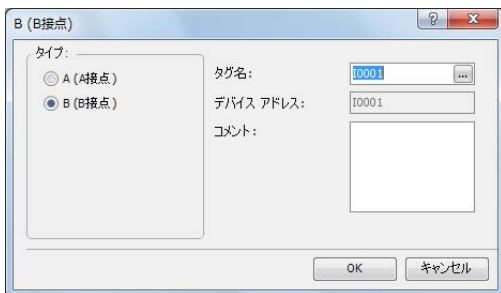 B (B接点)
タイプ:
A (A接点)
B (B接点)
タグ名:
I0001
...
デバイス アドレス:
I0001
コメント:
OK
キャンセル